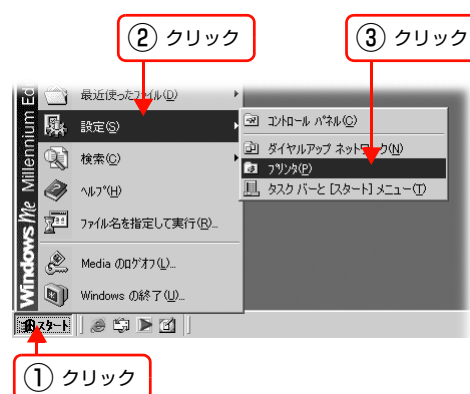 ② クリック
③ クリック
最近使ったファイル(D)
設定(S)
検索(C)
ヘルプ(H)
ファイル名を指定して実行(R)...
Media のログオフ(L)...
Windows の終了(U)...
Windows Me Millennium Ed
コントロール パネル(C)
ダイヤルアップ ネットワーク(N)
プリンタ(P)
タスク バーと [スタート] メニュー(T)
スタート
① クリック